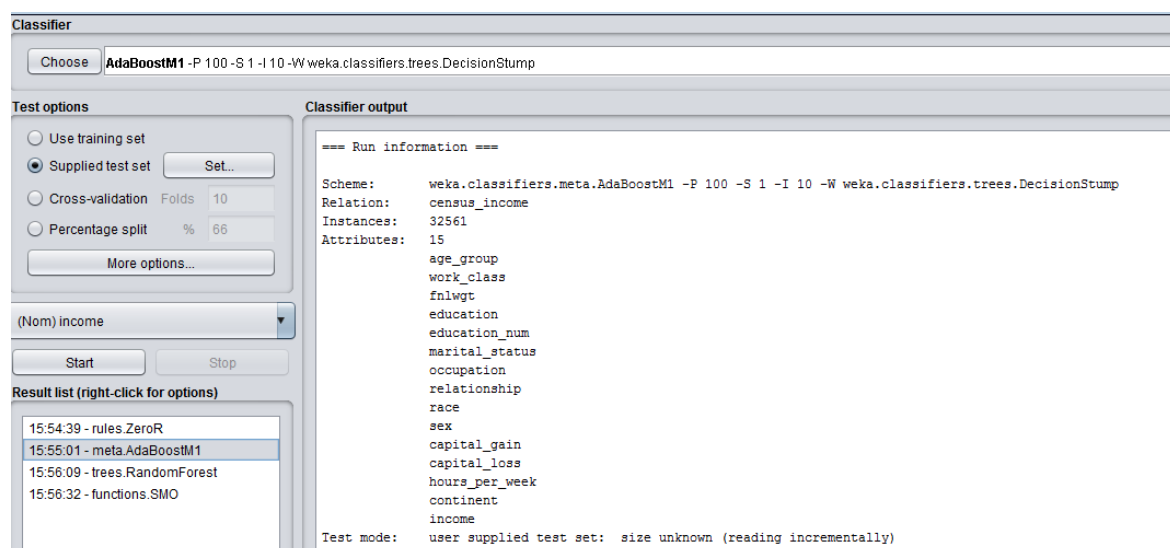 Classifier
Choose AdaBoostM1 -P 100 -S 1 -I 10 -W weka.classifiers.trees.DecisionStump
Test options
Use training set
Supplied test set Set...
Cross-validation Folds 10
Percentage split % 66
More options...
(Nom) income
Start Stop
Result list (right-click for options)
15:54:39 - rules.ZeroR
15:55:01 - meta.AdaBoostM1
15:56:09 - trees.RandomForest
15:56:32 - functions.SMO
Classifier output
=== Run information ===
Scheme: weka.classifiers.meta.AdaBoostM1 -P 100 -S 1 -I 10 -W weka.classifiers.trees.DecisionStump
Relation: census_income
Instances: 32561
Attributes: 15
age_group
work_class
fnlwgt
education
education_num
marital_status
occupation
relationship
race
sex
capital_gain
capital_loss
hours_per_week
continent
income
Test mode: user supplied test set: size unknown (reading incrementally)